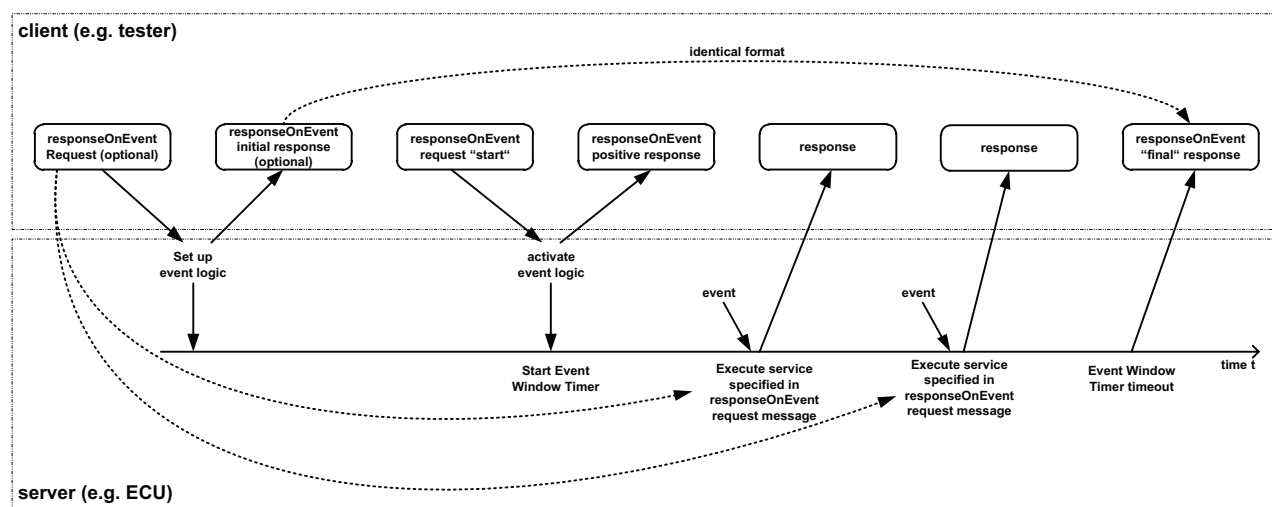 client (e.g. tester)
identical format
responseOnEvent
Request (optional)
responseOnEvent
initial response
(optional)
responseOnEvent
request “start“
responseOnEvent
positive response
response
response
responseOnEvent
“final“ response
Set up
event logic
activate
event logic
event
event
time t
Start Event
Window Timer
Execute service
specified in
responseOnEvent
request message
Execute service
specified in
responseOnEvent
request message
Event Window
Timer timeout
server (e.g. ECU)